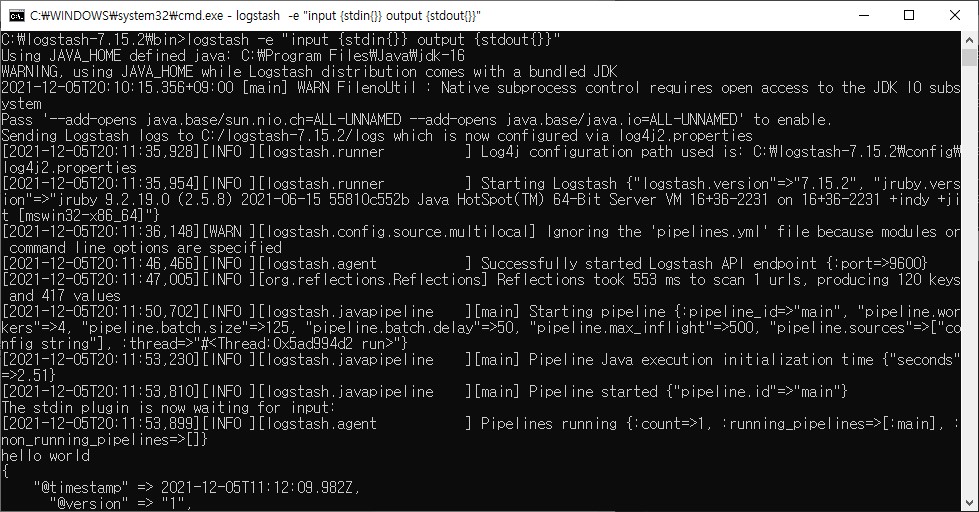 C:\WINDOWS\system32\cmd.exe - logstash  -e "input {stdin{}} output {stdout{}}"
C:\logstash-7.15.2\bin>logstash -e "input {stdin{}} output {stdout{}}"
Using JAVA_HOME defined java: C:\Program Files\Java\jdk-16
WARNING, using JAVA_HOME while Logstash distribution comes with a bundled JDK
2021-12-05T20:10:15.356+09:00 [main] WARN FilenoUtil : Native subprocess control requires open access to the JDK IO subs
ystem
Pass '--add-opens java.base/sun.nio.ch=ALL-UNNAMED --add-opens java.base/java.io=ALL-UNNAMED' to enable.
Sending Logstash logs to C:/logstash-7.15.2/logs which is now configured via log4j2.properties
[2021-12-05T20:11:35,928][INFO ][logstash.runner          ] Log4j configuration path used is: C:\logstash-7.15.2\config\
log4j2.properties
[2021-12-05T20:11:35,954][INFO ][logstash.runner          ] Starting Logstash {"logstash.version"=>"7.15.2", "jruby.vers
ion"=>"jruby 9.2.19.0 (2.5.8) 2021-06-15 55810c552b Java HotSpot(TM) 64-Bit Server VM 16+36-2231 on 16+36-2231 +indy +ji
t [mswin32-x86_64]"}
[2021-12-05T20:11:36,148][WARN ][logstash.config.source.multilocal] Ignoring the 'pipelines.yml' file because modules or
 command line options are specified
[2021-12-05T20:11:46,466][INFO ][logstash.agent           ] Successfully started Logstash API endpoint {:port=>9600}
[2021-12-05T20:11:47,005][INFO ][org.reflections.Reflections] Reflections took 553 ms to scan 1 urls, producing 120 keys
 and 417 values
[2021-12-05T20:11:50,702][INFO ][logstash.javapipeline    ][main] Starting pipeline {:pipeline_id=>"main", "pipeline.wor
kers"=>4, "pipeline.batch.size"=>125, "pipeline.batch.delay"=>50, "pipeline.max_inflight"=>500, "pipeline.sources"=>["co
nfig string"], :thread=>"#<Thread:0x5ad994d2 run>"}
[2021-12-05T20:11:53,230][INFO ][logstash.javapipeline    ][main] Pipeline Java execution initialization time {"seconds"
=>2.51}
[2021-12-05T20:11:53,810][INFO ][logstash.javapipeline    ][main] Pipeline started {"pipeline.id"=>"main"}
The stdin plugin is now waiting for input:
[2021-12-05T20:11:53,899][INFO ][logstash.agent           ] Pipelines running {:count=>1, :running_pipelines=>[:main], :
non_running_pipelines=>[]}
hello world
{
    "@timestamp" => 2021-12-05T11:12:09.982Z,
      "@version" => "1",